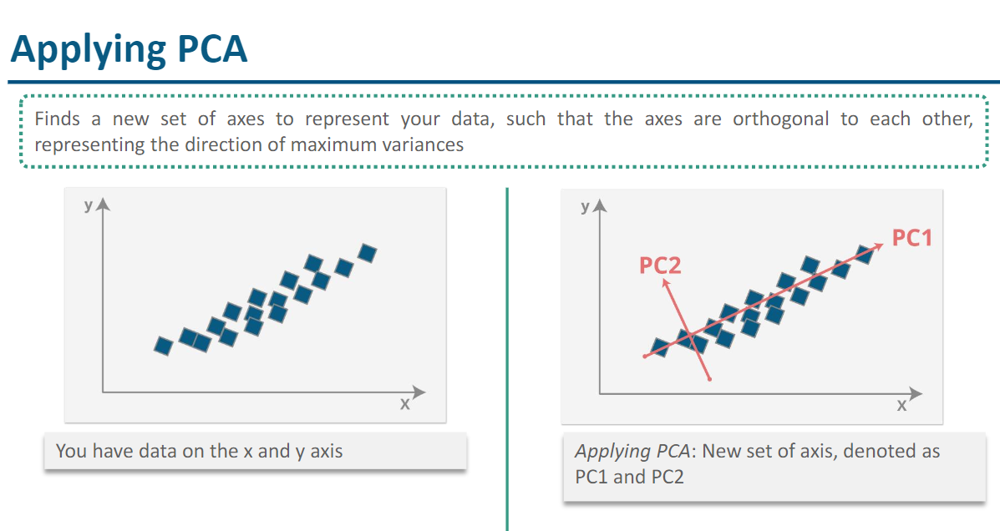 Applying PCA
Finds a new set of axes to represent your data, such that the axes are orthogonal to each other,
representing the direction of maximum variances
y
x
You have data on the x and y axis
y
PC1
PC2
x
Applying PCA: New set of axis, denoted as
PC1 and PC2